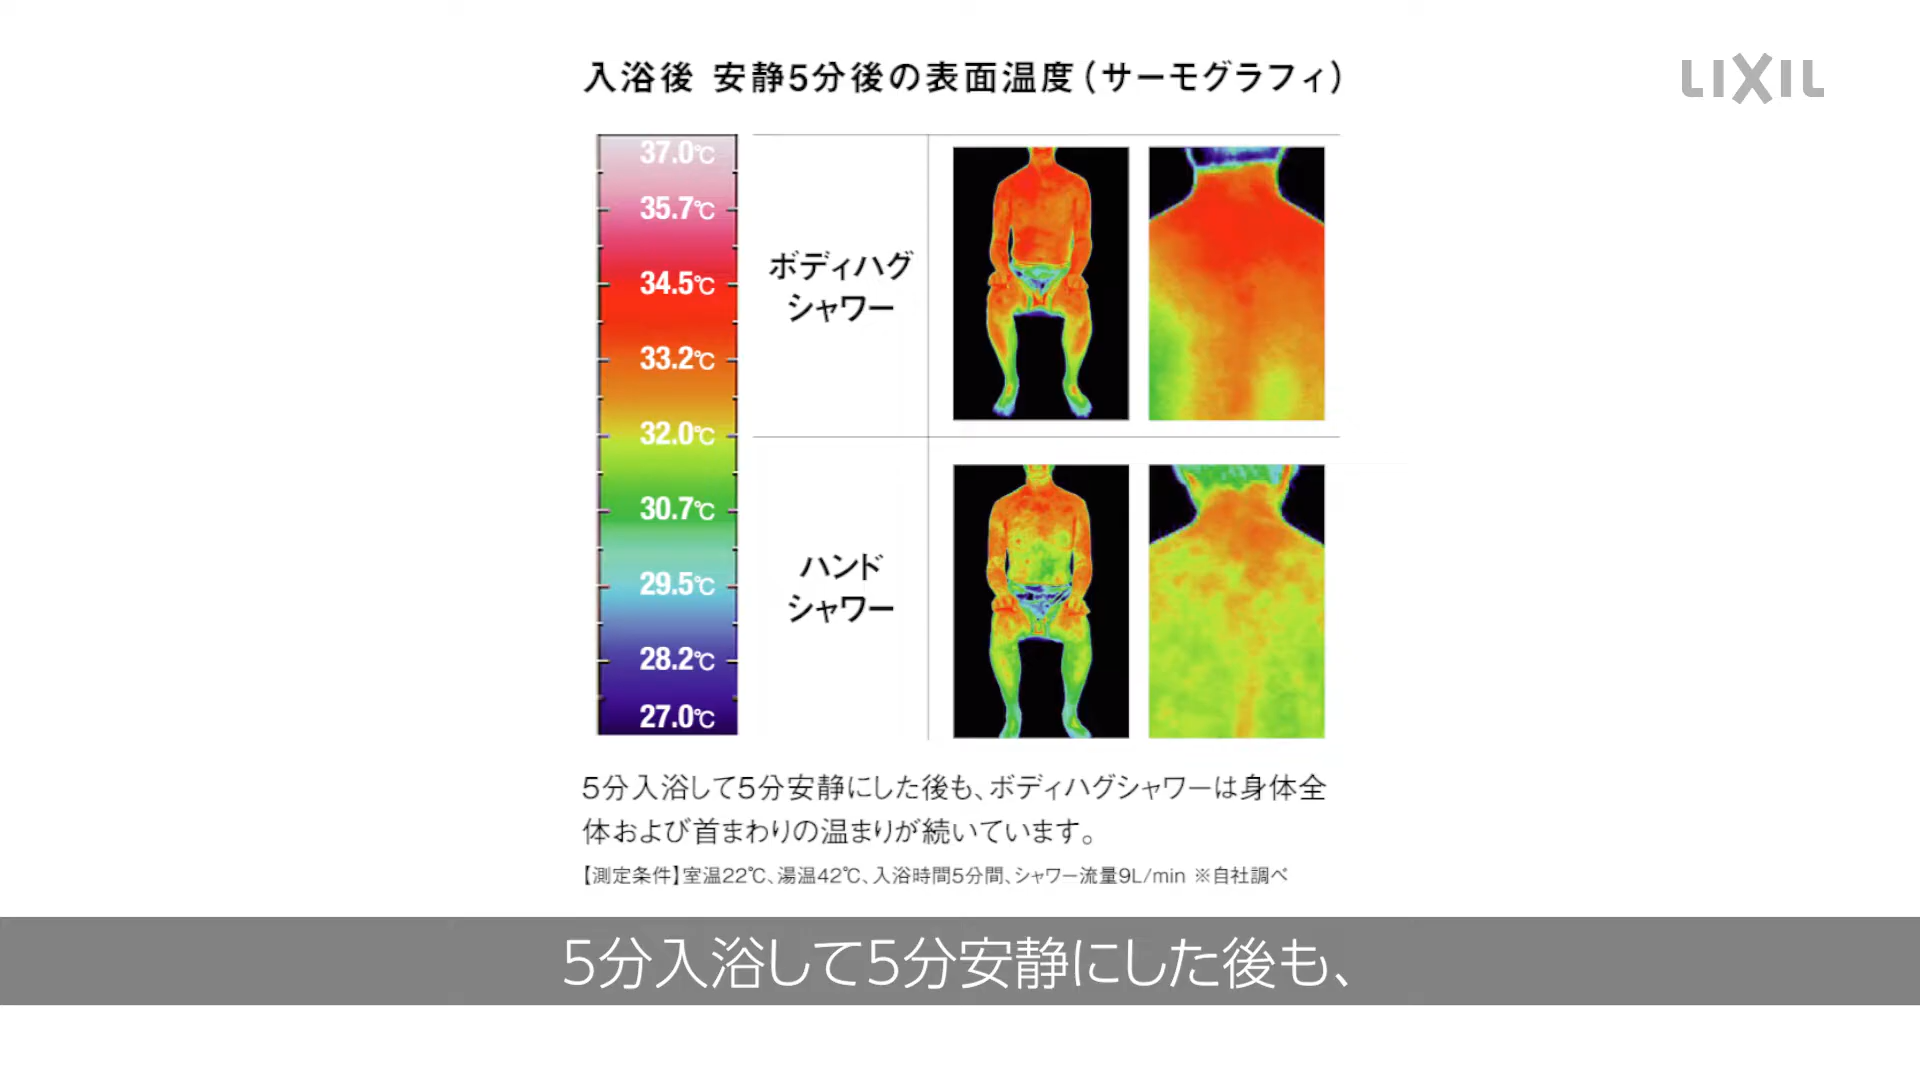 入浴後 安静5分後の表面温度(サーモグラフィ)
LIXIL
37.0℃
35.7℃
34.5℃
33.2℃
32.0℃
30.7℃
29.5℃
28.2℃
27.0℃
ボディハグ
シャワー
ハンド
シャワー
5分入浴して5分安静にした後も、ボディハグシャワーは身体全
体および首まわりの温まりが続いています。
【測定条件】室温22℃、湯温42℃、入浴時間5分間、シャワー流量9L/min ※自社調べ
5分入浴して5分安静にした後も、